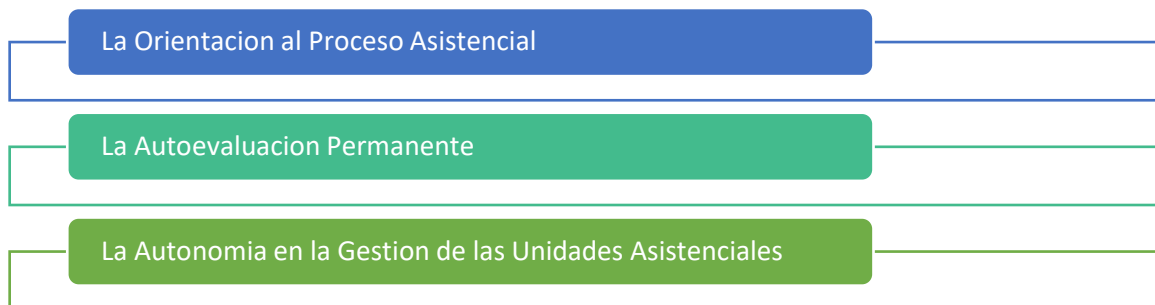 La Orientacion al Proceso Asistencial
La Autoevaluacion Permanente
La Autonomia en la Gestion de las Unidades Asistenciales